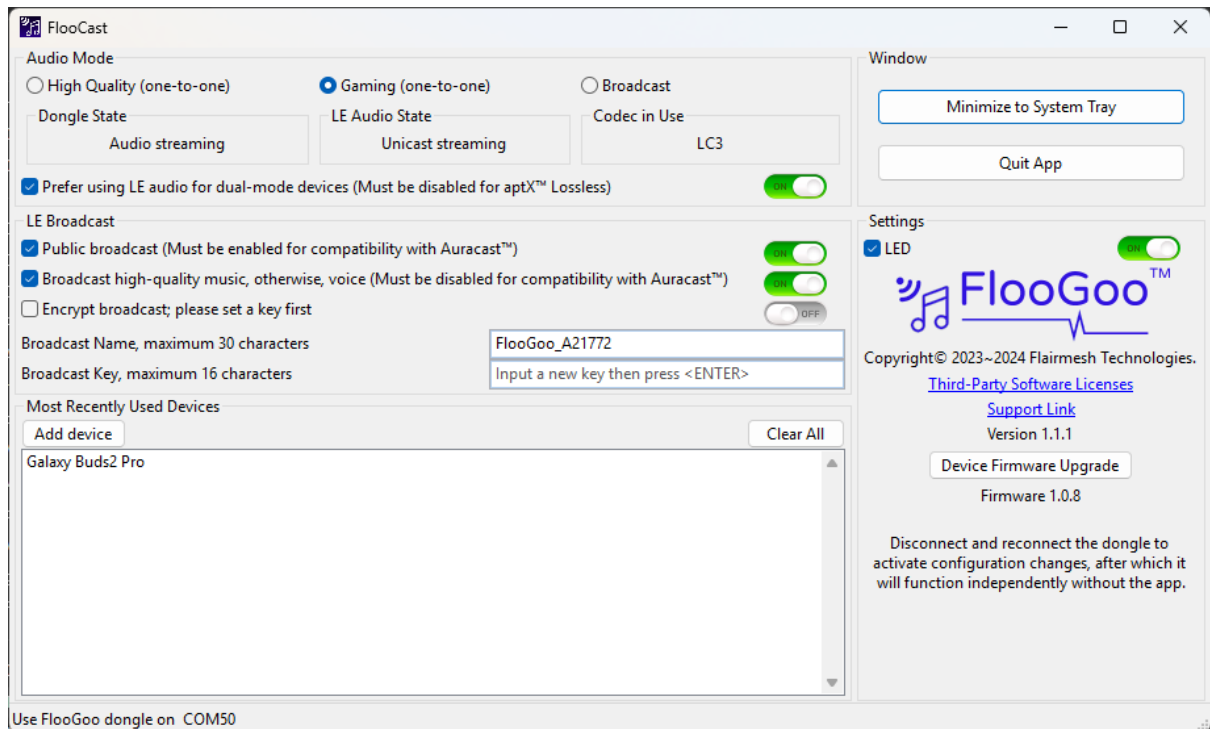 FlooCast
Audio Mode
High Quality (one-to-one)
Gaming (one-to-one)
Broadcast
Dongle State
Audio streaming
LE Audio State
Unicast streaming
Codec in Use
LC3
Prefer using LE audio for dual-mode devices (Must be disabled for aptX™ Lossless)
ON
LE Broadcast
Public broadcast (Must be enabled for compatibility with Auracast™)
ON
Broadcast high-quality music, otherwise, voice (Must be disabled for compatibility with Auracast™)
ON
Encrypt broadcast; please set a key first
OFF
Broadcast Name, maximum 30 characters
FlooGoo_A21772
Broadcast Key, maximum 16 characters
Input a new key then press <ENTER>
Most Recently Used Devices
Add device
Clear All
Galaxy Buds2 Pro
Window
Minimize to System Tray
Quit App
Settings
LED
ON
FlooGoo™
Copyright© 2023~2024 Flairmesh Technologies.
Third-Party Software Licenses
Support Link
Version 1.1.1
Device Firmware Upgrade
Firmware 1.0.8
Disconnect and reconnect the dongle to
activate configuration changes, after which it
will function independently without the app.
Use FlooGoo dongle on  COM50